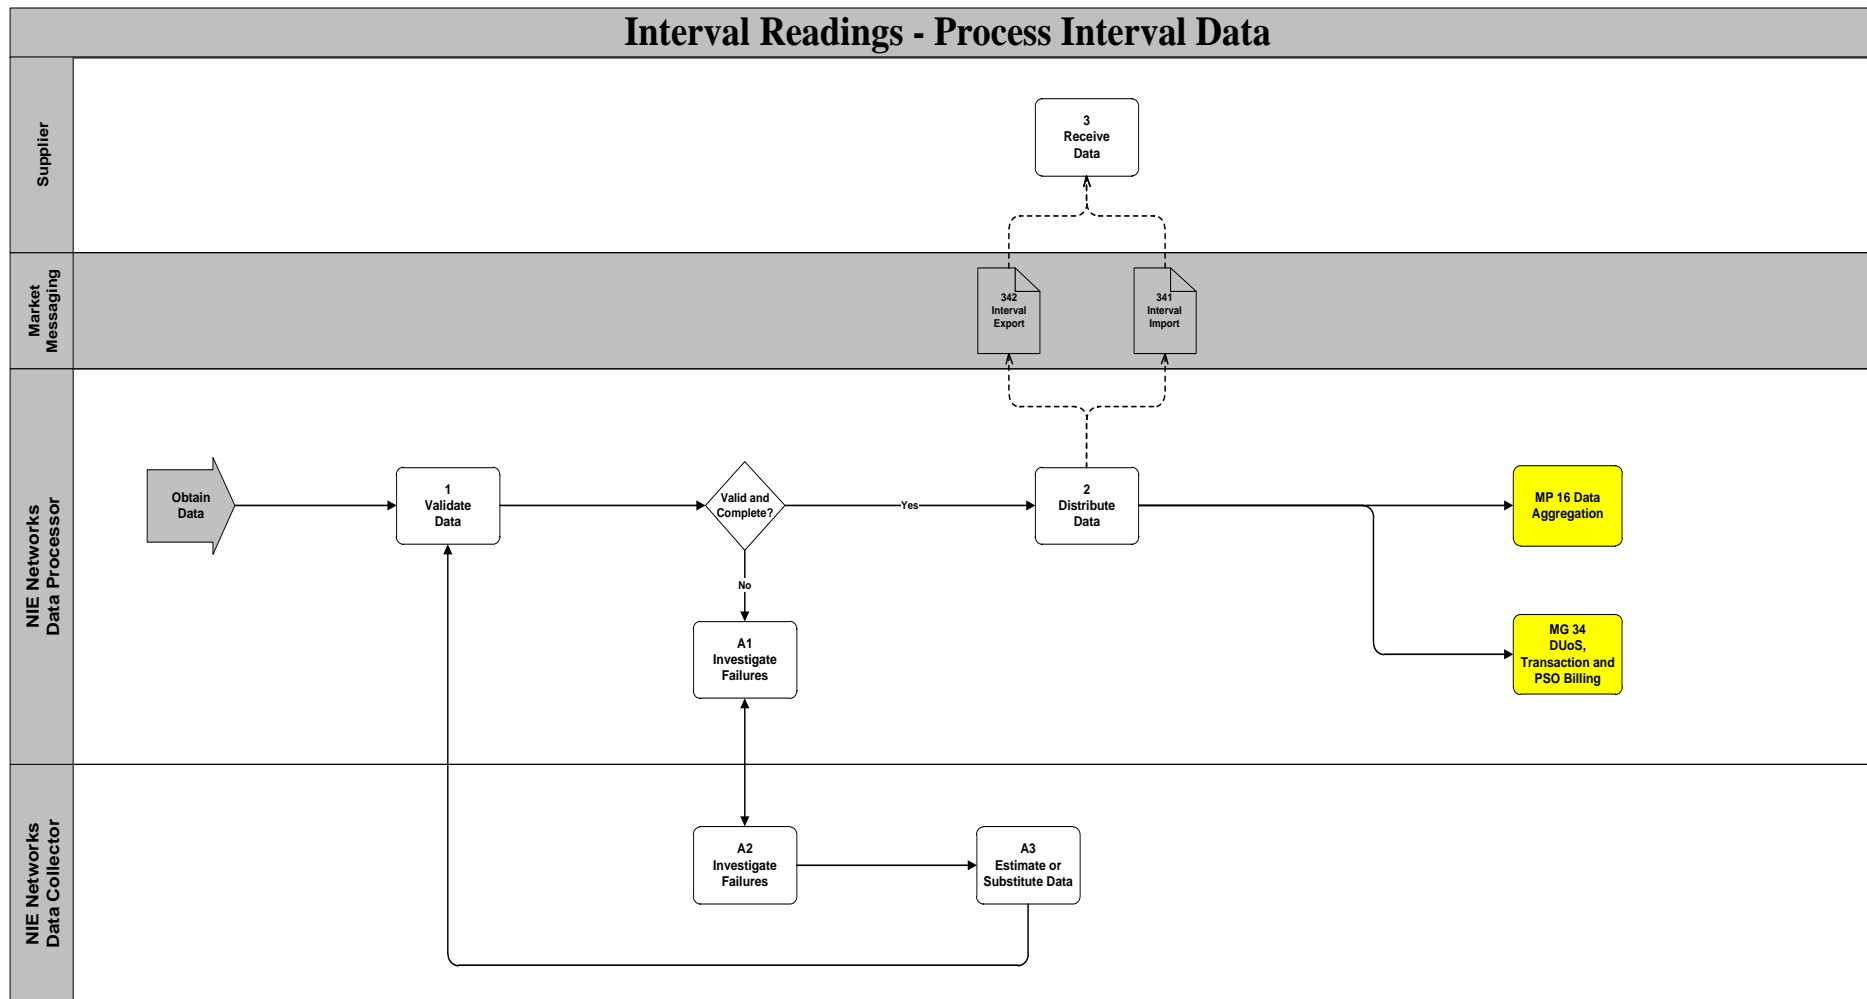 Interval Readings - Process Interval Data
Supplier
3
Receive
Data
Market
Messaging
342
Interval
Export
341
Interval
Import
NIE Networks
Data Processor
Obtain
Data
1
Validate
Data
Valid and
Complete?
Yes
2
Distribute
Data
MP 16 Data
Aggregation
No
A1
Investigate
Failures
MG 34
DUoS,
Transaction and
PSO Billing
NIE Networks
Data Collector
A2
Investigate
Failures
A3
Estimate or
Substitute Data